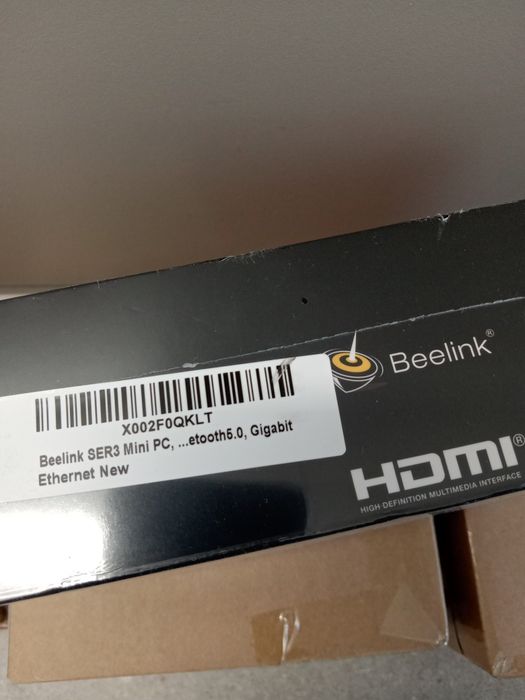 Beelink®
X002F0QKLT
Beelink SER3 Mini PC, ...etooth5.0, Gigabit
Ethernet New
HDMI®
HIGH-DEFINITION MULTIMEDIA INTERFACE